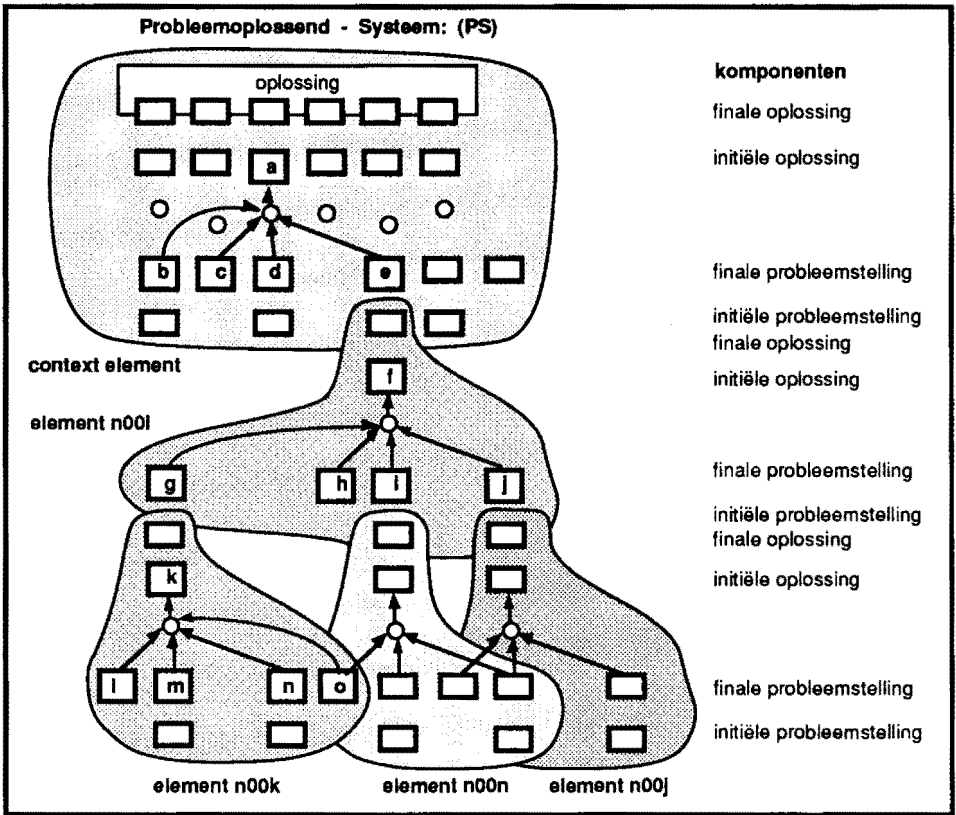 Probleemoplossend - Systeem: (PS)
komponenten
oplossing
finale oplossing
initiële oplossing
a
b c d e
finale probleemstelling
initiële probleemstelling
finale oplossing
context element
f
initiële oplossing
element n00i
g h i j
finale probleemstelling
initiële probleemstelling
finale oplossing
k
initiële oplossing
l m n o
finale probleemstelling
initiële probleemstelling
element n00k element n00n element n00j